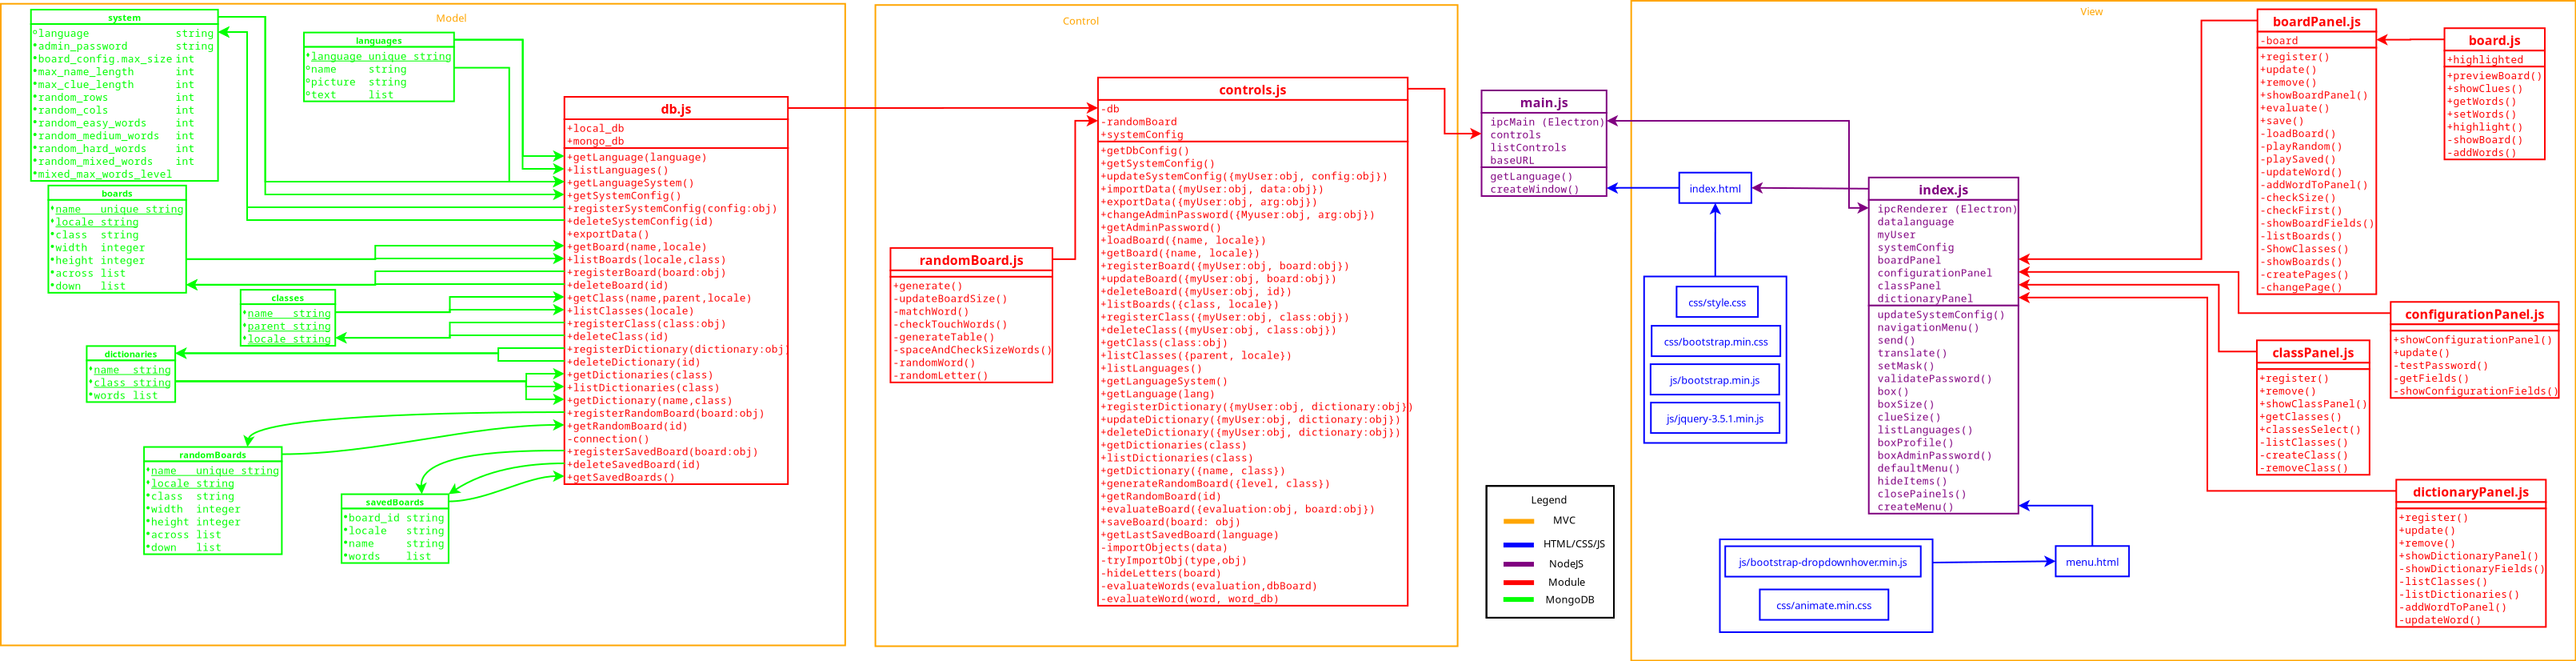 Model
system
ºlanguage string
*admin_password string
*board_config.max_size int
*max_name_length int
*max_clue_length int
*random_rows int
*random_cols int
*random_easy_words int
*random_medium_words int
*random_hard_words int
*random_mixed_words int
*mixed_max_words_level
languages
*language unique string
ºname string
ºpicture string
ºtext list
boards
*name unique string
*locale string
*class string
*width integer
*height integer
*across list
*down list
classes
*name string
*parent string
*locale string
dictionaries
*name string
*class string
*words list
randomBoards
*name unique string
*locale string
*class string
*width integer
*height integer
*across list
*down list
savedBoards
*board_id string
*locale string
*name string
*words list
db.js
+local_db
+mongo_db
+getLanguage(language)
+listLanguages()
+getLanguageSystem()
+getSystemConfig()
+registerSystemConfig(config:obj)
+deleteSystemConfig(id)
+exportData()
+getBoard(name,locale)
+listBoards(locale,class)
+registerBoard(board:obj)
+deleteBoard(id)
+getClass(name,parent,locale)
+listClasses(locale)
+registerClass(class:obj)
+deleteClass(id)
+registerDictionary(dictionary:obj)
+deleteDictionary(id)
+getDictionaries(class)
+listDictionaries(class)
+getDictionary(name,class)
+registerRandomBoard(board:obj)
+getRandomBoard(id)
-connection()
+registerSavedBoard(board:obj)
+deleteSavedBoard(id)
+getSavedBoards()
Control
randomBoard.js
+generate()
-updateBoardSize()
-matchWord()
-checkTouchWords()
-generateTable()
-spaceAndCheckSizeWords()
-randomWord()
-randomLetter()
controls.js
-db
-randomBoard
+systemConfig
+getDbConfig()
+getSystemConfig()
+updateSystemConfig({myUser:obj, config:obj})
+importData({myUser:obj, data:obj})
+exportData({myUser:obj, arg:obj})
+changeAdminPassword({Myuser:obj, arg:obj})
+getAdminPassword()
+loadBoard({name, locale})
+getBoard({name, locale})
+registerBoard({myUser:obj, board:obj})
+updateBoard({myUser:obj, board:obj})
+deleteBoard({myUser:obj, id})
+listBoards({class, locale})
+registerClass({myUser:obj, class:obj})
+deleteClass({myUser:obj, class:obj})
+getClass(class:obj)
+listClasses({parent, locale})
+listLanguages()
+getLanguageSystem()
+getLanguage(lang)
+registerDictionary({myUser:obj, dictionary:obj})
+updateDictionary({myUser:obj, dictionary:obj})
+deleteDictionary({myUser:obj, dictionary:obj})
+getDictionaries(class)
+listDictionaries(class)
+getDictionary({name, class})
+generateRandomBoard({level, class})
+getRandomBoard(id)
+evaluateBoard({evaluation:obj, board:obj})
+saveBoard(board: obj)
+getLastSavedBoard(language)
-importObjects(data)
-tryImportObj(type,obj)
-hideLetters(board)
-evaluateWords(evaluation,dbBoard)
-evaluateWord(word, word_db)
main.js
ipcMain (Electron)
controls
listControls
baseURL
getLanguage()
createWindow()
Legend
MVC
HTML/CSS/JS
NodeJS
Module
MongoDB
View
index.html
css/style.css
css/bootstrap.min.css
js/bootstrap.min.js
js/jquery-3.5.1.min.js
index.js
ipcRenderer (Electron)
datalanguage
myUser
systemConfig
boardPanel
configurationPanel
classPanel
dictionaryPanel
updateSystemConfig()
navigationMenu()
send()
translate()
setMask()
validatePassword()
box()
boxSize()
clueSize()
listLanguages()
boxProfile()
boxAdminPassword()
defaultMenu()
hideItems()
closePainels()
createMenu()
js/bootstrap-dropdownhover.min.js
css/animate.min.css
menu.html
boardPanel.js
-board
+register()
+update()
+remove()
+showBoardPanel()
+evaluate()
+save()
-loadBoard()
-playRandom()
-playSaved()
-updateWord()
-addWordToPanel()
-checkSize()
-checkFirst()
-showBoardFields()
-listBoards()
-ShowClasses()
-showBoards()
-createPages()
-changePage()
board.js
+highlighted
+previewBoard()
+showClues()
+getWords()
+setWords()
+highlight()
-showBoard()
-addWords()
configurationPanel.js
+showConfigurationPanel()
+update()
-testPassword()
-getFields()
-showConfigurationFields()
classPanel.js
+register()
+remove()
+showClassPanel()
+getClasses()
+classesSelect()
-listClasses()
-createClass()
-removeClass()
dictionaryPanel.js
+register()
+update()
+remove()
+showDictionaryPanel()
-showDictionaryFields()
-listClasses()
-listDictionaries()
-addWordToPanel()
-updateWord()